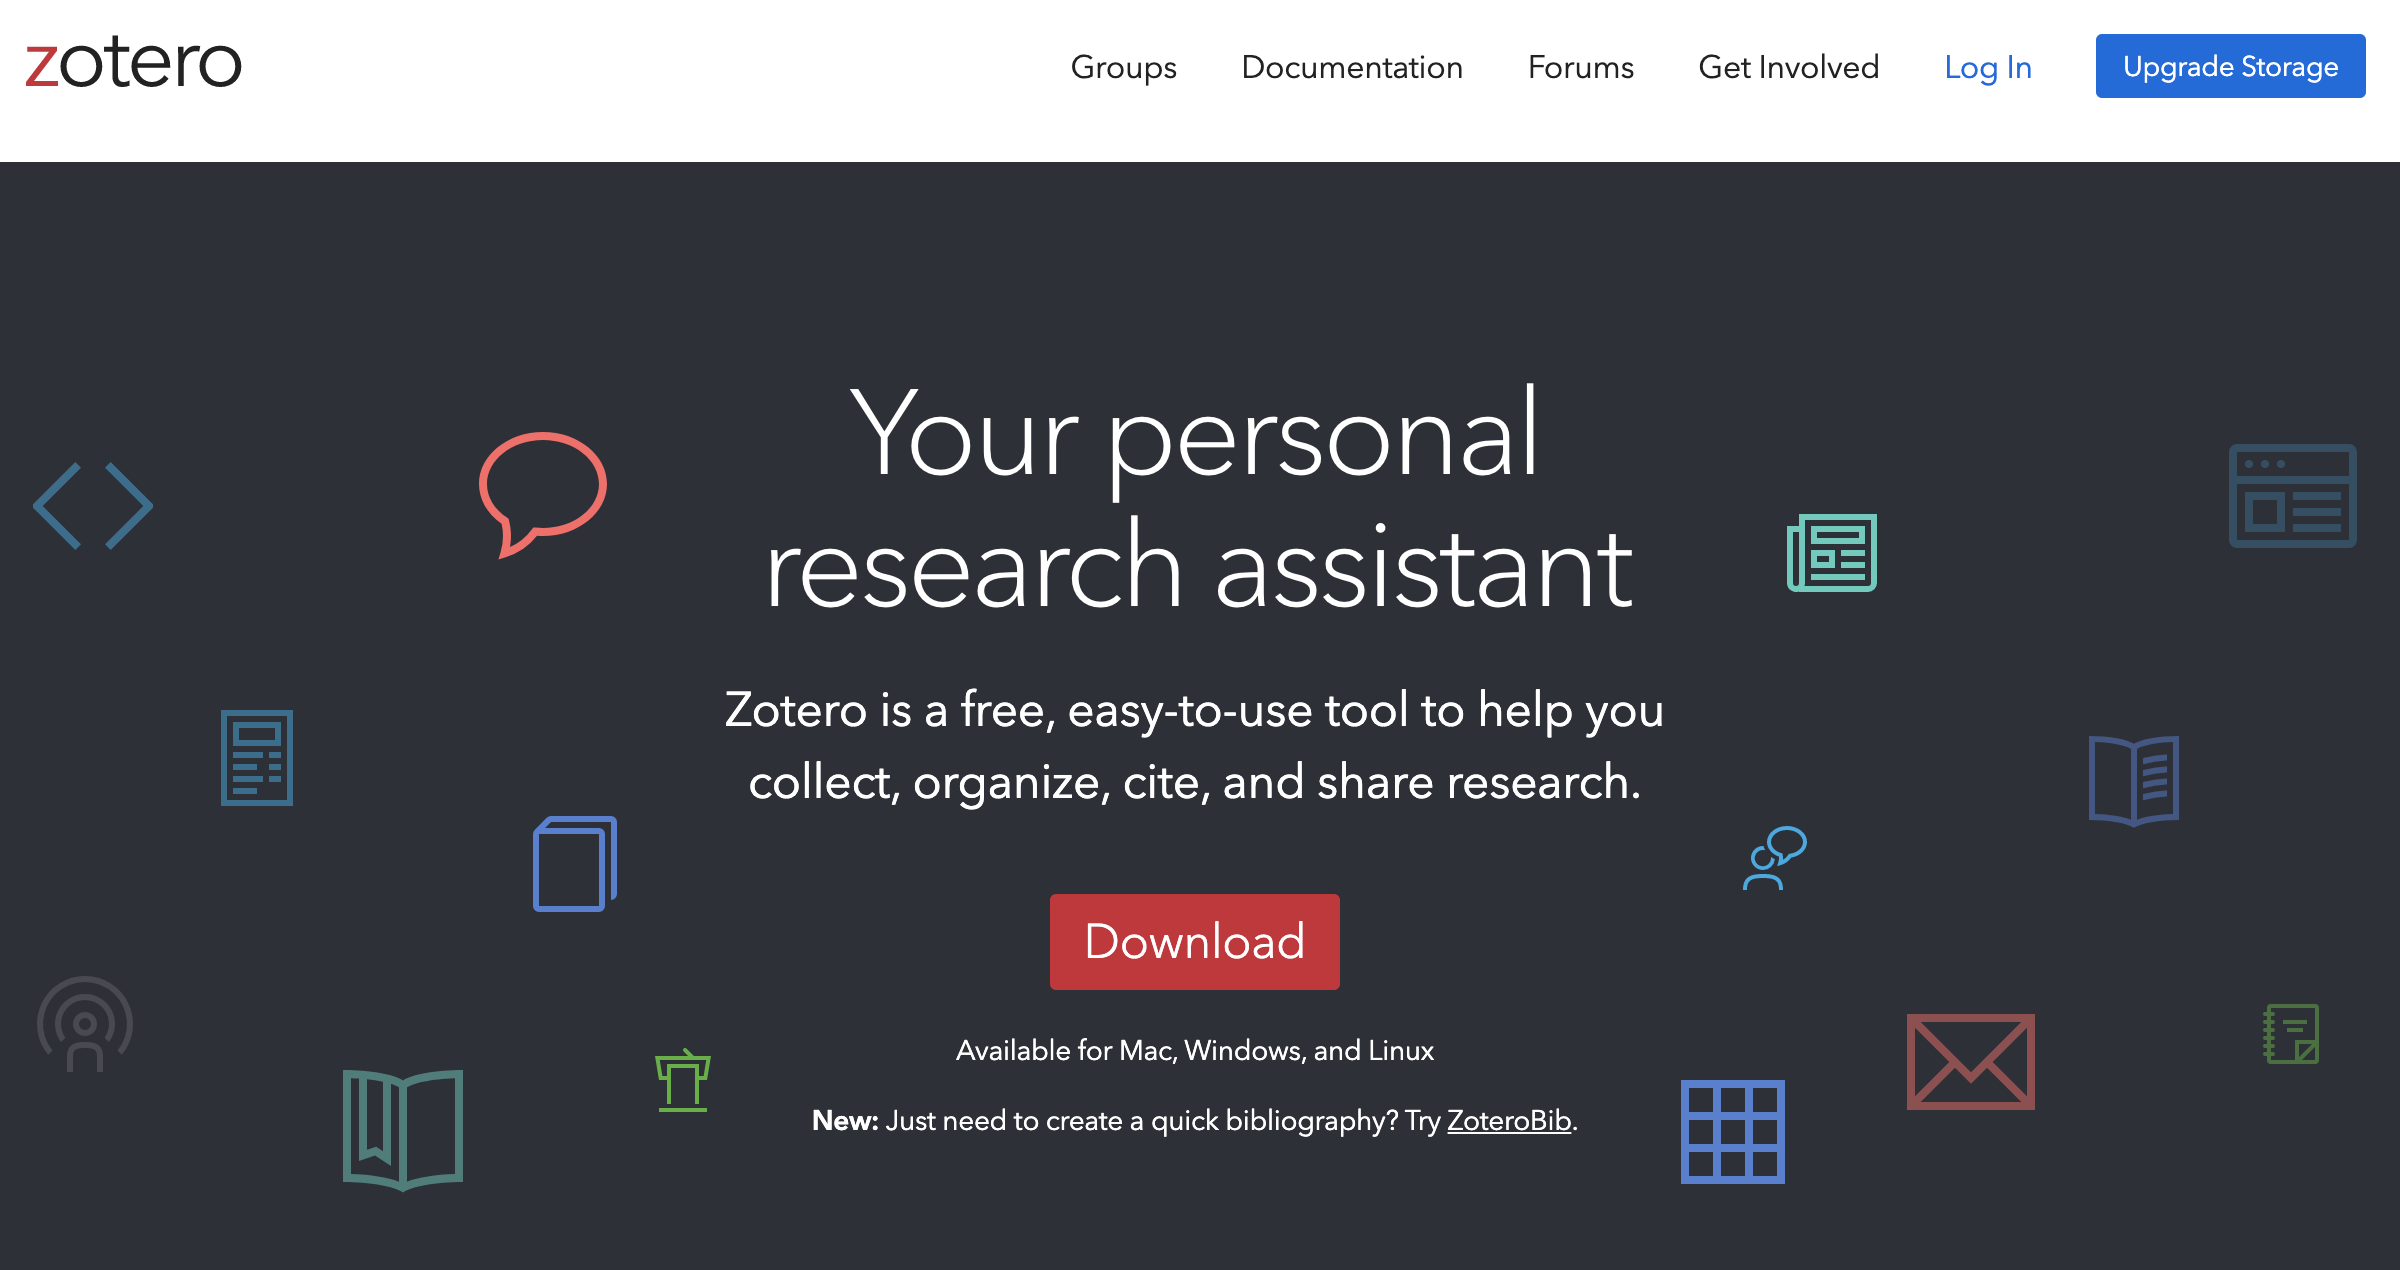 zotero
Groups Documentation Forums Get Involved Log In Upgrade Storage
Your personal
research assistant
Zotero is a free, easy-to-use tool to help you
collect, organize, cite, and share research.
Download
Available for Mac, Windows, and Linux
New: Just need to create a quick bibliography? Try ZoteroBib.